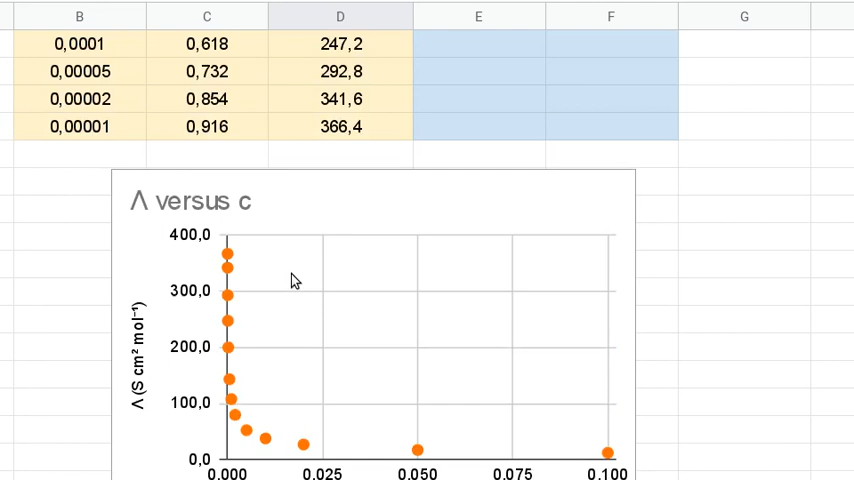 B C D E F G
0,0001 0,618 247,2
0,00005 0,732 292,8
0,00002 0,854 341,6
0,00001 0,916 366,4
Λ versus c
400,0
300,0
200,0
100,0
0,0
Λ (S cm² mol⁻¹)
0.000 0.025 0.050 0.075 0.100